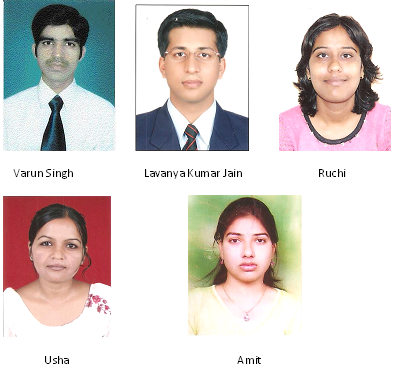 Varun Singh
Lavanya Kumar Jain
Ruchi
Usha
Amit